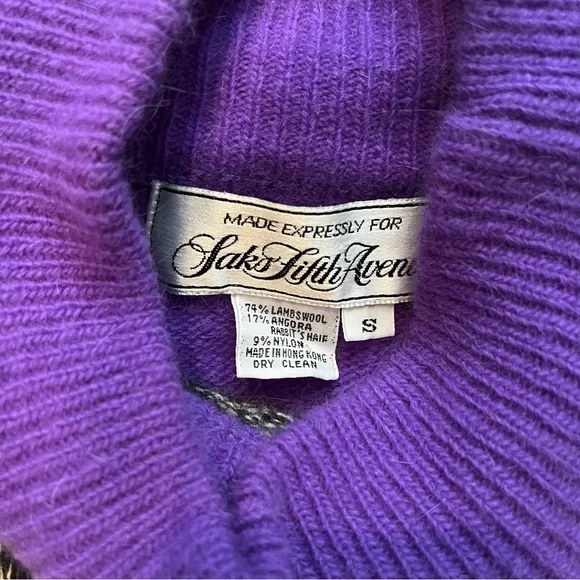 MADE EXPRESSLY FOR
Saks Fifth Avenu
74% LAMBSWOOL
17% ANGORA
RABBIT'S HAIR
9% NYLON
MADE IN HONG KONG
DRY CLEAN
S